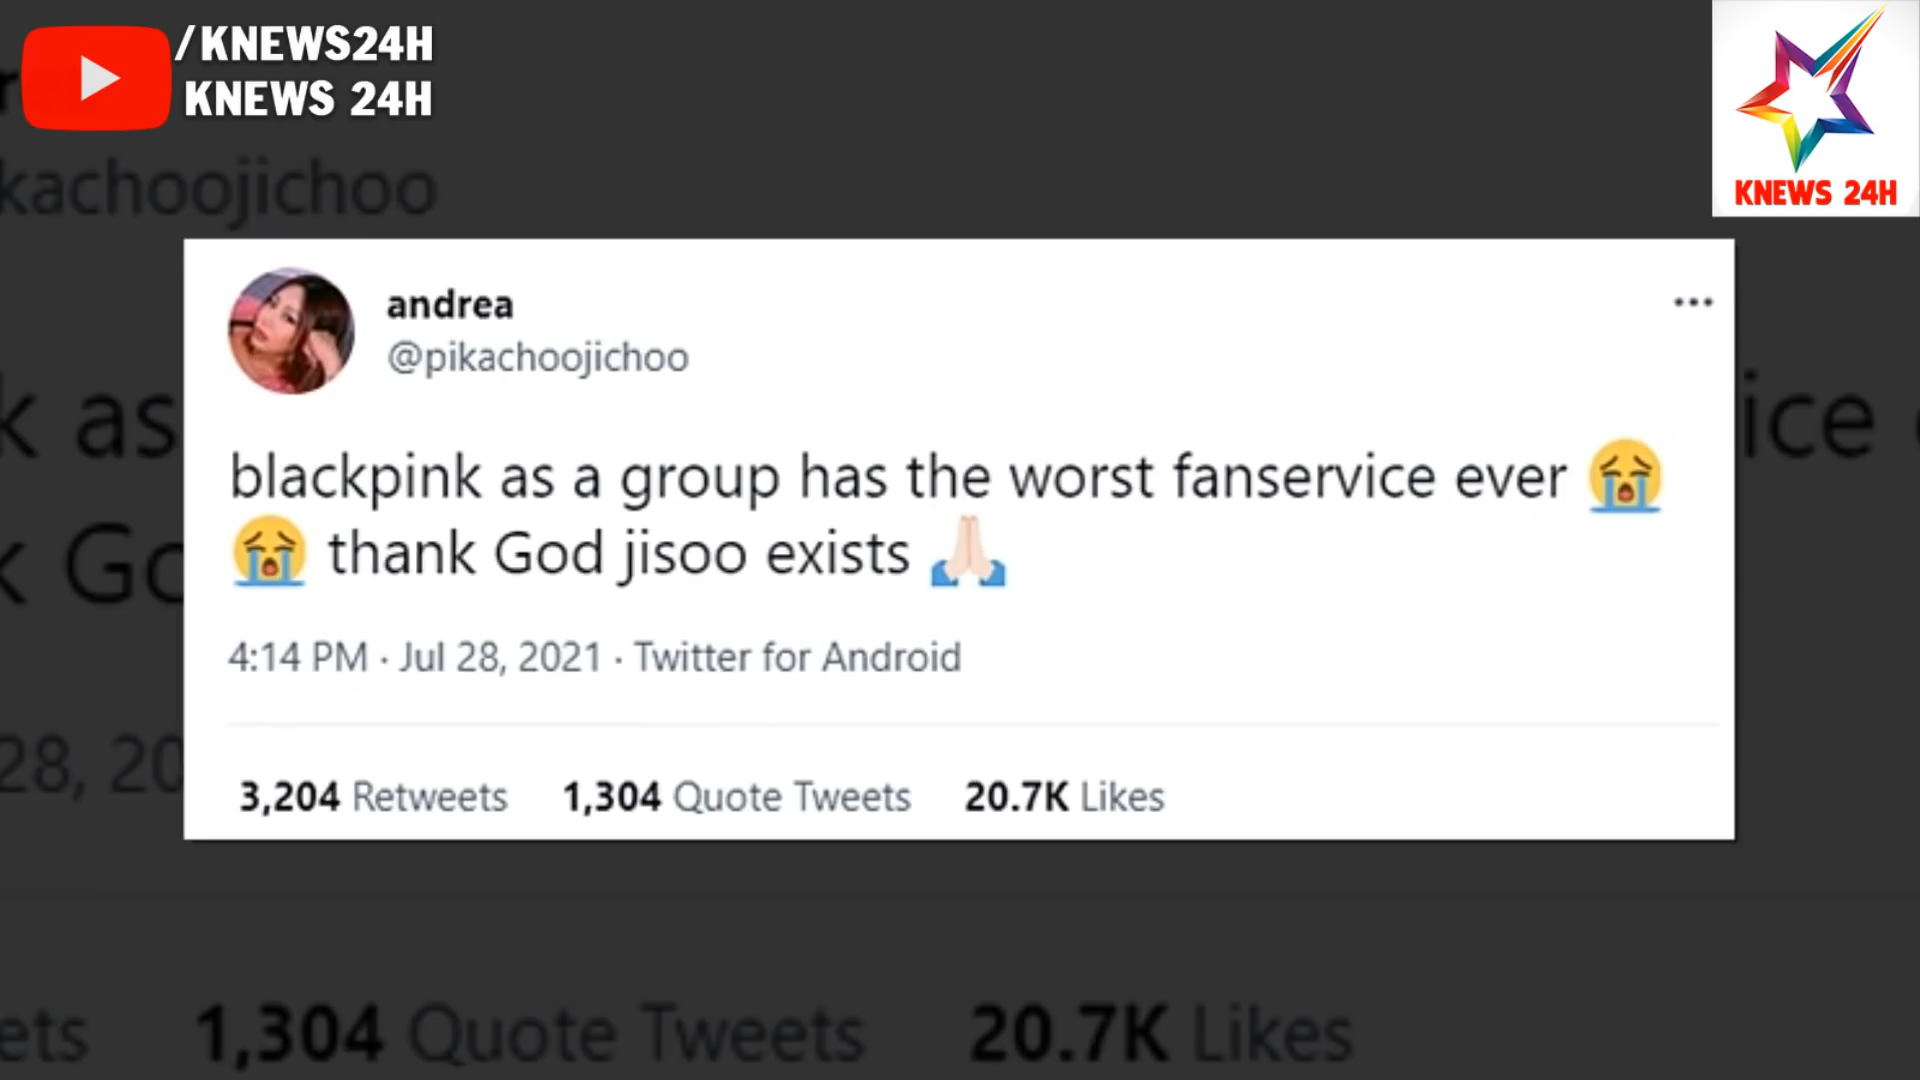 /KNEWS24H
KNEWS 24H
KNEWS 24H
kachoojichoo
andrea
@pikachoojichoo
blackpink as a group has the worst fanservice ever 😭
😭 thank God jisoo exists 🙏🏻
4:14 PM · Jul 28, 2021 · Twitter for Android
3,204 Retweets 1,304 Quote Tweets 20.7K Likes
k as
ice
k Go
28, 20
ets 1,304 Quote Tweets 20.7K Likes